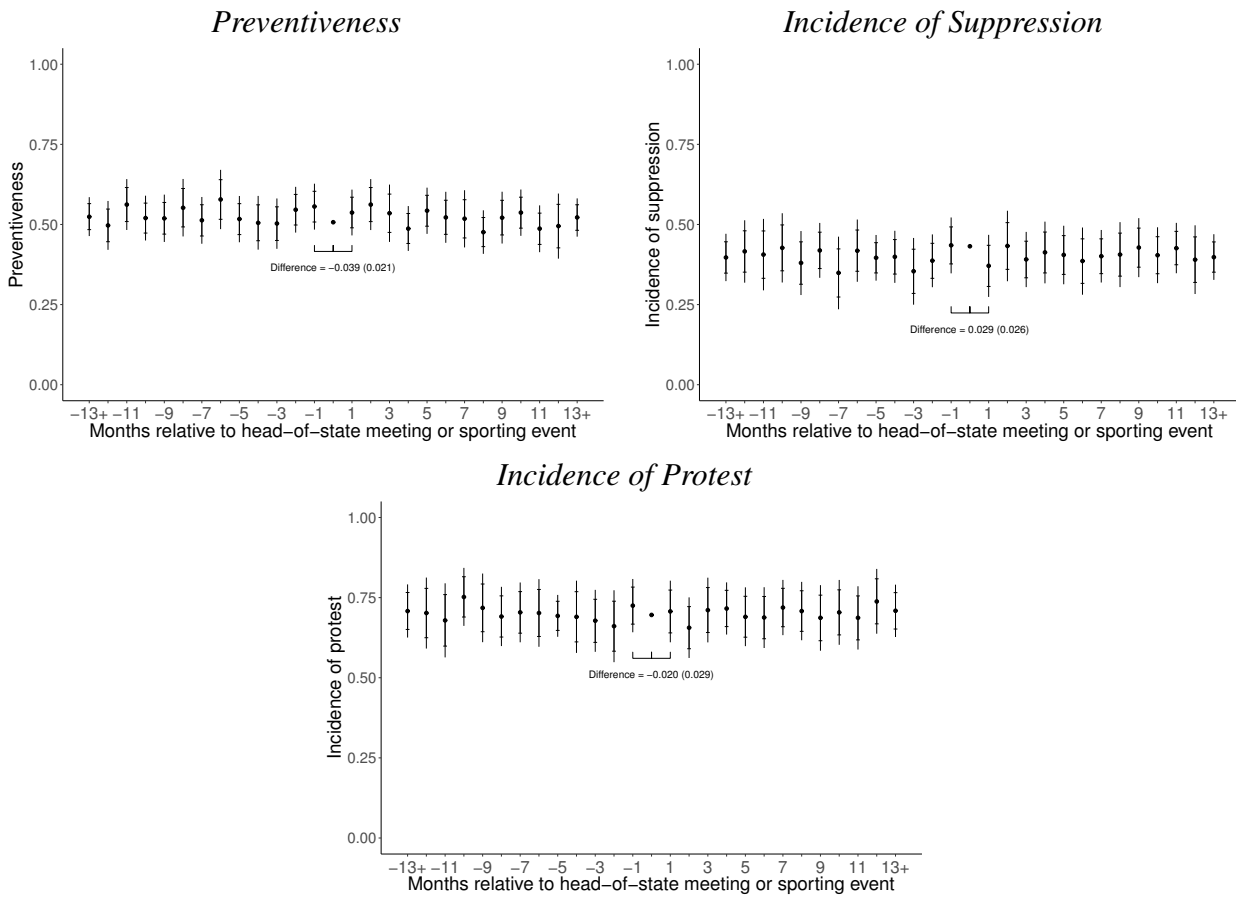 Preventiveness
1.00
0.75
0.50
0.25
0.00
Preventiveness
Difference = −0.039 (0.021)
−13+ −11 −9 −7 −5 −3 −1 1 3 5 7 9 11 13+
Months relative to head−of−state meeting or sporting event
Incidence of Suppression
1.00
0.75
0.50
0.25
0.00
Incidence of suppression
Difference = 0.029 (0.026)
−13+ −11 −9 −7 −5 −3 −1 1 3 5 7 9 11 13+
Months relative to head−of−state meeting or sporting event
Incidence of Protest
1.00
0.75
0.50
0.25
0.00
Incidence of protest
Difference = −0.020 (0.029)
−13+ −11 −9 −7 −5 −3 −1 1 3 5 7 9 11 13+
Months relative to head−of−state meeting or sporting event